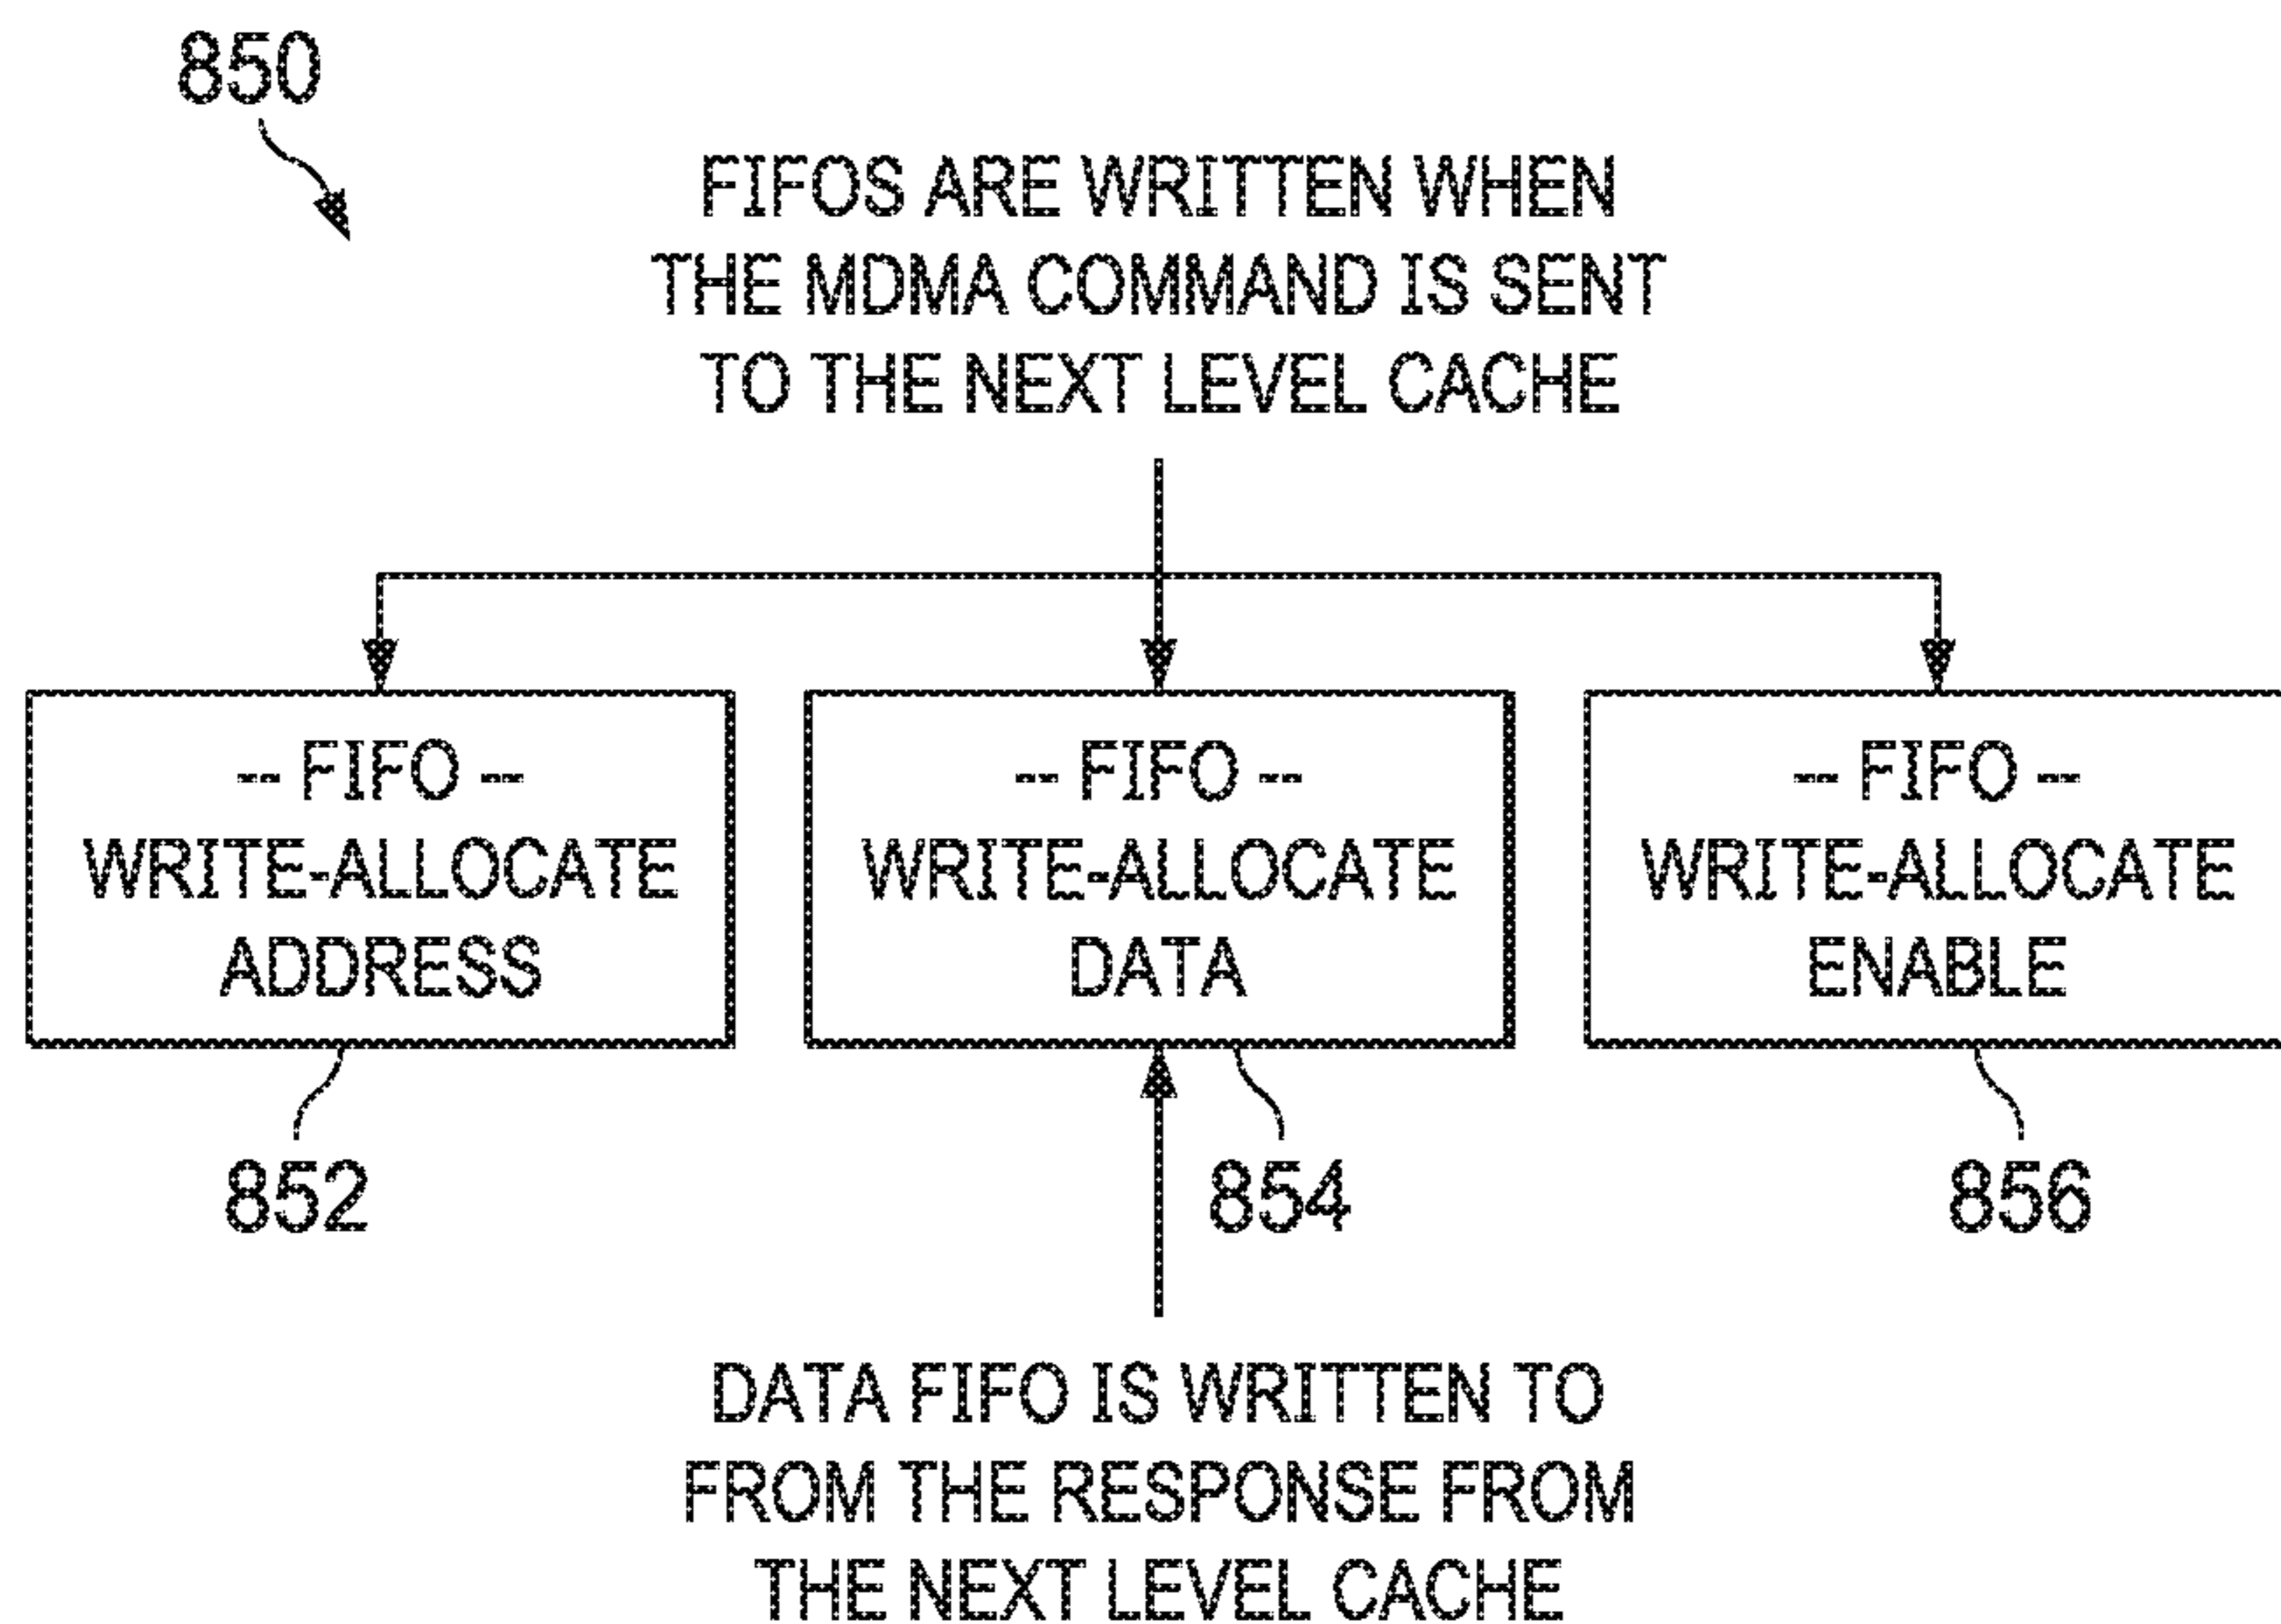 850
FIFOS ARE WRITTEN WHEN
THE MDMA COMMAND IS SENT
TO THE NEXT LEVEL CACHE
-- FIFO --
WRITE-ALLOCATE
ADDRESS
-- FIFO --
WRITE-ALLOCATE
DATA
-- FIFO --
WRITE-ALLOCATE
ENABLE
852
854
856
DATA FIFO IS WRITTEN TO
FROM THE RESPONSE FROM
THE NEXT LEVEL CACHE